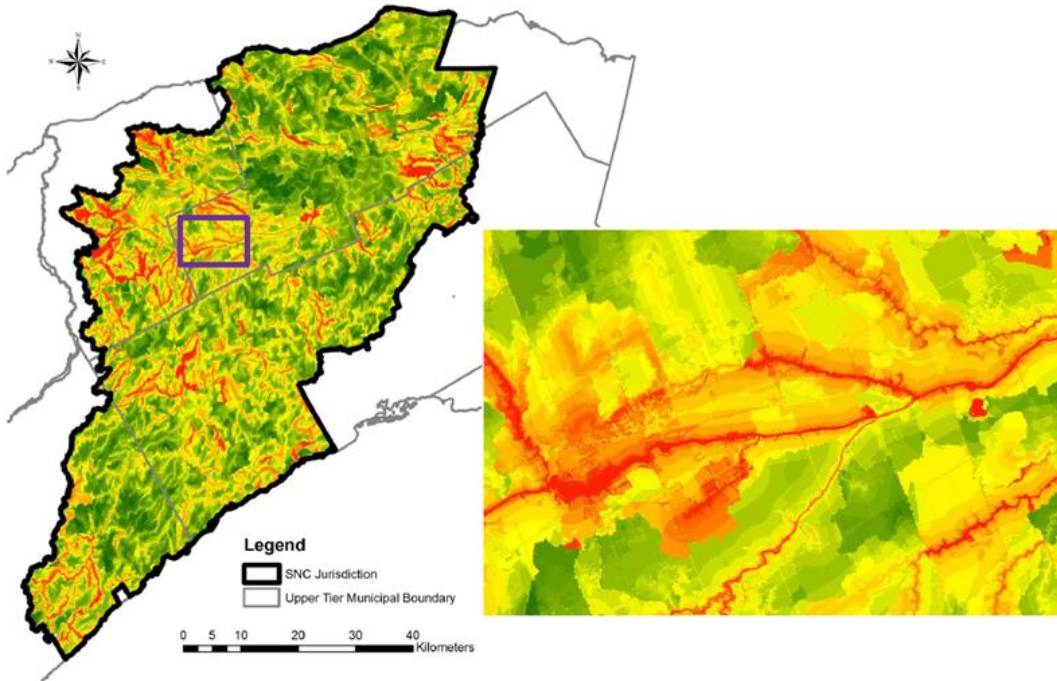 N
W E
S
Legend
SNC Jurisdiction
Upper Tier Municipal Boundary
0 5 10 20 30 40
Kilometers